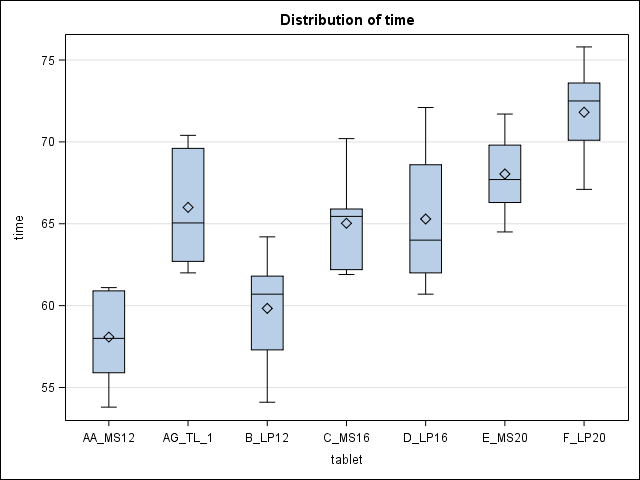 Distribution of time
75
70
65
60
55
time
AA_MS12 AG_TL_1 B_LP12 C_MS16 D_LP16 E_MS20 F_LP20
tablet